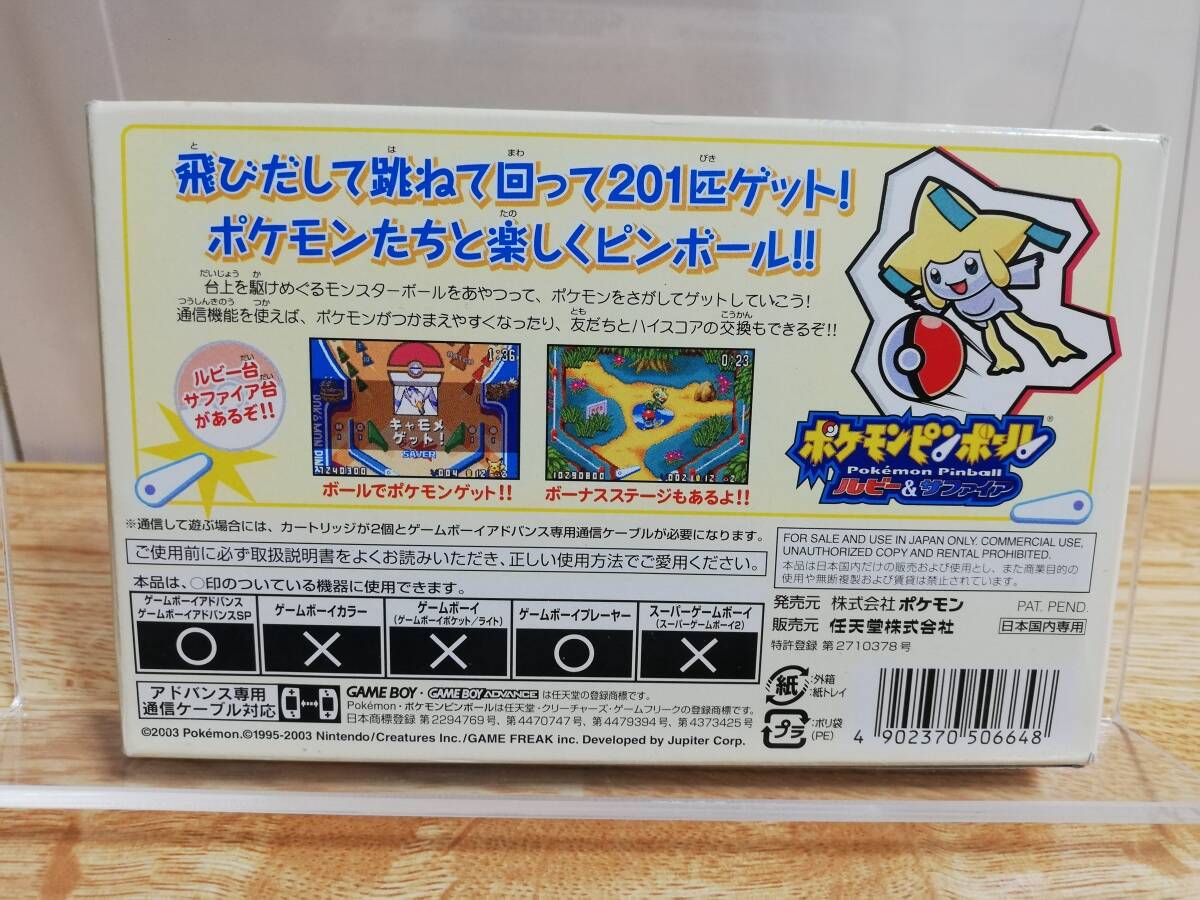 飛びだして跳ねて回って201匹ゲット!
ポケモンたちと楽しくピンボール!!
台上を駆けめぐるモンスターボールをあやつって、ポケモンをさがしてゲットしていこう!
通信機能を使えば、ポケモンがつかまえやすくなったり、友だちとハイスコアの交換もできるぞ!!
ルビー台
サファイア台
があるぞ!!
1:36
キャモメ
ゲット!
SAVER
ボールでポケモンゲット!!
0:23
ボーナスステージもあるよ!!
ポケモンピンボール
Pokémon Pinball
ルビー&サファイア
※通信して遊ぶ場合には、カートリッジが2個とゲームボーイアドバンス専用通信ケーブルが必要になります。
ご使用前に必ず取扱説明書をよくお読みいただき、正しい使用方法でご愛用ください。
本品は、○印のついている機器に使用できます。
ゲームボーイアドバンス
ゲームボーイアドバンスSP
○
ゲームボーイカラー
×
ゲームボーイ
(ゲームボーイポケット/ライト)
×
ゲームボーイプレーヤー
○
スーパーゲームボーイ
(スーパーゲームボーイ2)
×
アドバンス専用
通信ケーブル対応
GAME BOY・GAME BOY ADVANCE は任天堂の登録商標です。
Pokémon・ポケモンピンボールは任天堂・クリーチャーズ・ゲームフリークの登録商標です。
日本商標登録 第2294769号、第4470747号、第4479394号、第4373425号
©2003 Pokémon.©1995-2003 Nintendo/Creatures Inc./GAME FREAK inc. Developed by Jupiter Corp.
FOR SALE AND USE IN JAPAN ONLY. COMMERCIAL USE,
UNAUTHORIZED COPY AND RENTAL PROHIBITED.
本品は日本国内だけの販売および使用とし、また商業目的の
使用や無断複製および賃貸は禁止されています。
発売元 株式会社ポケモン PAT. PEND.
販売元 任天堂株式会社 日本国内専用
特許登録 第2710378号
紙
:外箱
:紙トレイ
プラ
:ポリ袋
(PE)
4 902370 506648